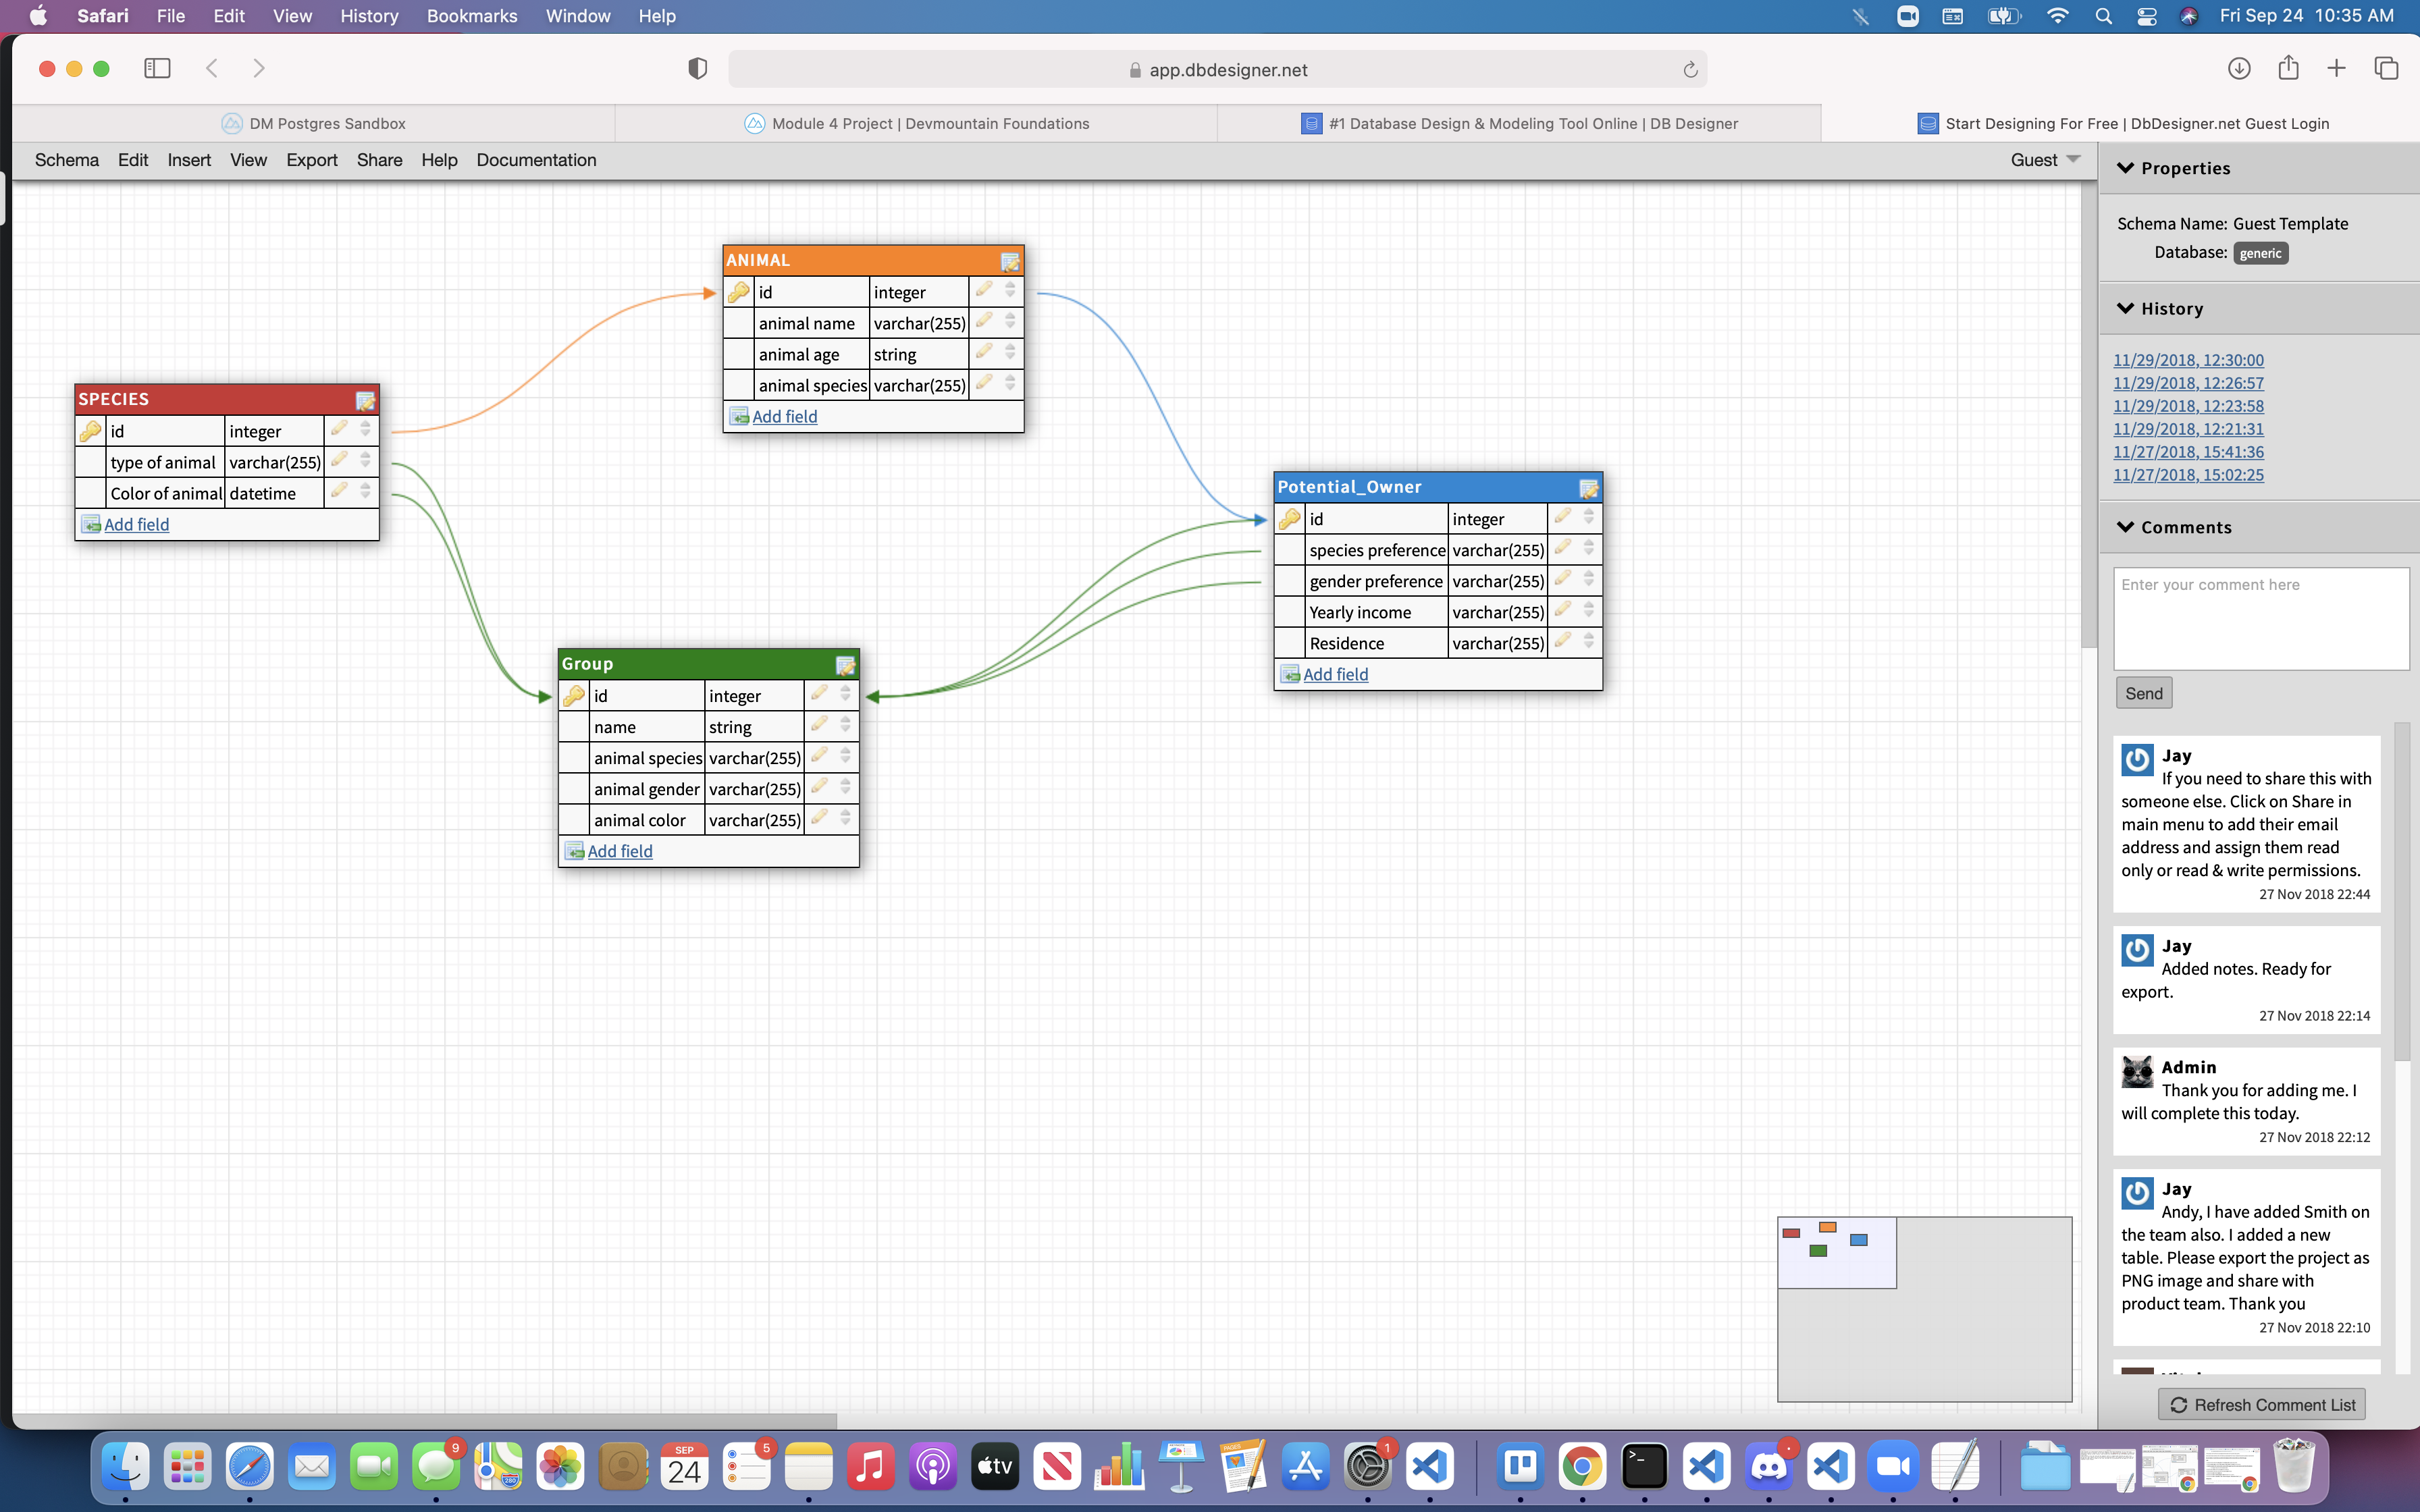 Safari File Edit View History Bookmarks Window Help Fri Sep 24 10:35 AM
app.dbdesigner.net
DM Postgres Sandbox
Module 4 Project | Devmountain Foundations
#1 Database Design & Modeling Tool Online | DB Designer
Start Designing For Free | DbDesigner.net Guest Login
Schema Edit Insert View Export Share Help Documentation Guest
ANIMAL
id integer
animal name varchar(255)
animal age string
animal species varchar(255)
Add field
SPECIES
id integer
type of animal varchar(255)
Color of animal datetime
Add field
Potential_Owner
id integer
species preference varchar(255)
gender preference varchar(255)
Yearly income varchar(255)
Residence varchar(255)
Add field
Group
id integer
name string
animal species varchar(255)
animal gender varchar(255)
animal color varchar(255)
Add field
Properties
Schema Name: Guest Template
Database: generic
History
11/29/2018, 12:30:00
11/29/2018, 12:26:57
11/29/2018, 12:23:58
11/29/2018, 12:21:31
11/27/2018, 15:41:36
11/27/2018, 15:02:25
Comments
Enter your comment here
Send
Jay
If you need to share this with
someone else. Click on Share in
main menu to add their email
address and assign them read
only or read & write permissions.
27 Nov 2018 22:44
Jay
Added notes. Ready for
export.
27 Nov 2018 22:14
Admin
Thank you for adding me. I
will complete this today.
27 Nov 2018 22:12
Jay
Andy, I have added Smith on
the team also. I added a new
table. Please export the project as
PNG image and share with
product team. Thank you
27 Nov 2018 22:10
Refresh Comment List
9
SEP
24
5
tv
PAGES
1
280